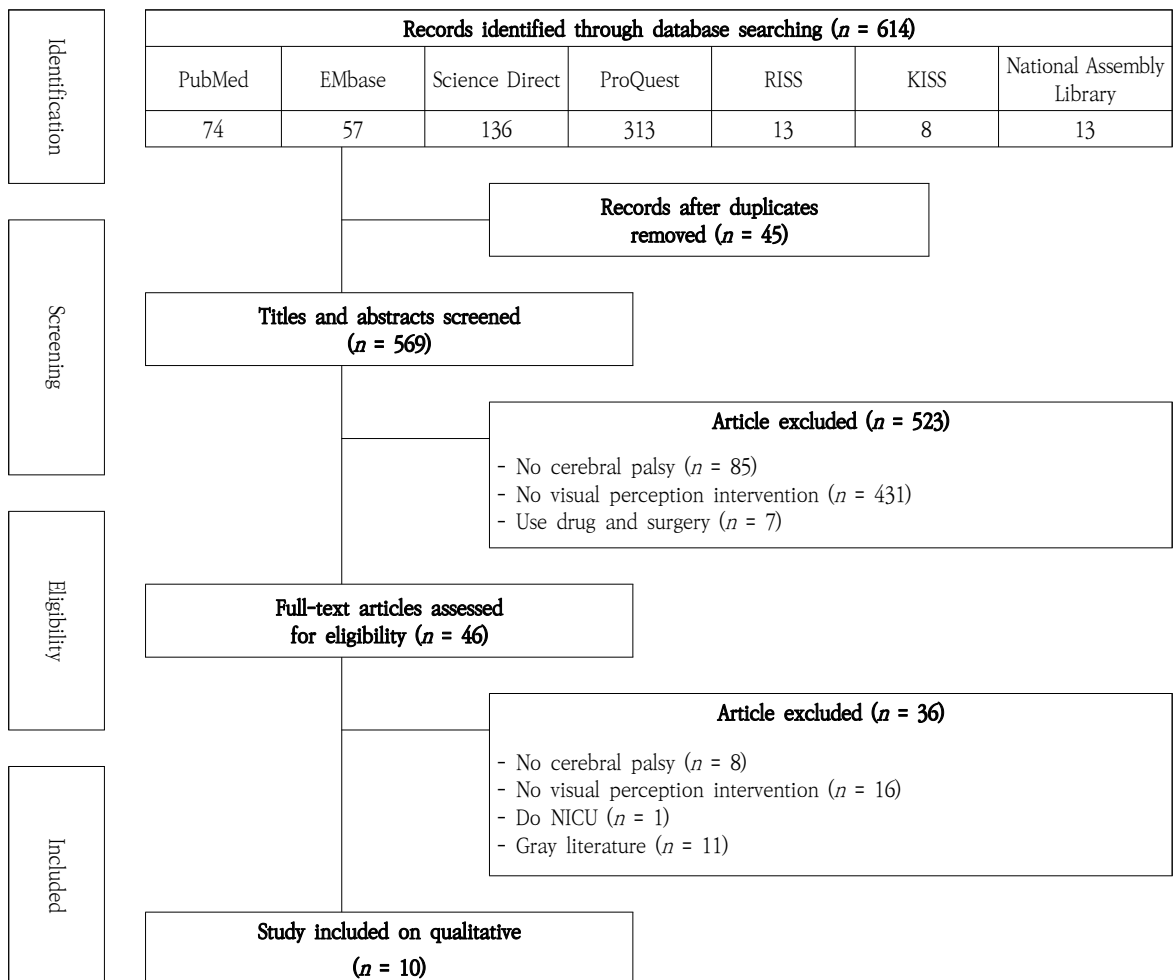 Identification
Records identified through database searching (n = 614)
PubMed EMbase Science Direct ProQuest RISS KISS National Assembly Library
74 57 136 313 13 8 13
Records after duplicates
removed (n = 45)
Screening
Titles and abstracts screened
(n = 569)
Article excluded (n = 523)
- No cerebral palsy (n = 85)
- No visual perception intervention (n = 431)
- Use drug and surgery (n = 7)
Eligibility
Full-text articles assessed
for eligibility (n = 46)
Article excluded (n = 36)
- No cerebral palsy (n = 8)
- No visual perception intervention (n = 16)
- Do NICU (n = 1)
- Gray literature (n = 11)
Included
Study included on qualitative
(n = 10)